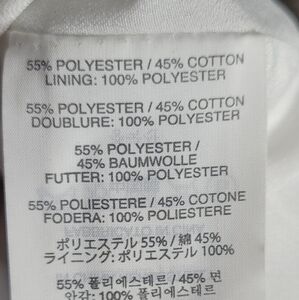 55% POLYESTER / 45% COTTON
LINING: 100% POLYESTER
55% POLYESTER / 45% COTTON
DOUBLURE: 100% POLYESTER
55% POLYESTER /
45% BAUMWOLLE
FUTTER: 100% POLYESTER
55% POLIESTERE / 45% COTONE
FODERA: 100% POLIESTERE
ポリエステル 55% / 綿 45%
ライニング: ポリエステル 100%
55% 폴리에스테르 / 45% 면
안감: 100% 폴리에스테르